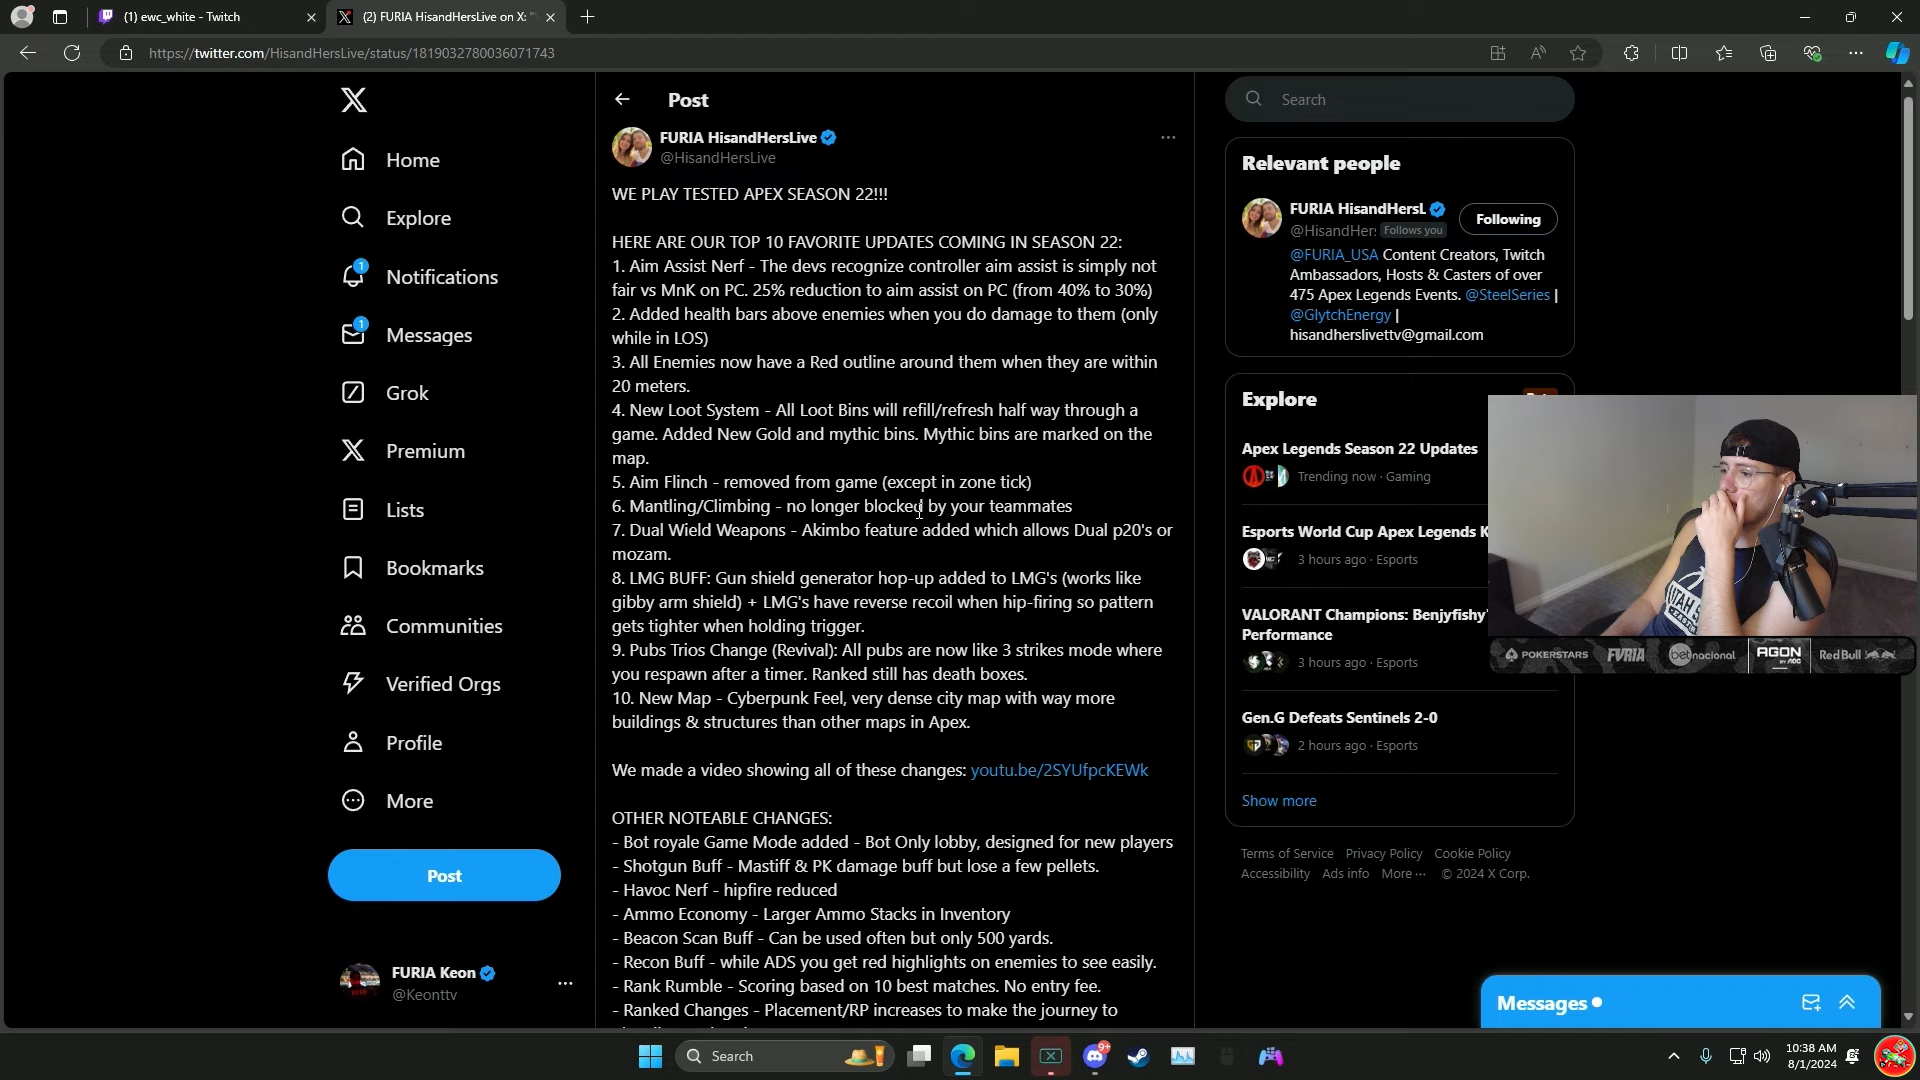 (1) ewc_white - Twitch
(2) FURIA HisandHersLive on X: "
https://twitter.com/HisandHersLive/status/1819032780036071743
Home
Explore
1
Notifications
1
Messages
Grok
Premium
Lists
Bookmarks
Communities
Verified Orgs
Profile
More
Post
FURIA Keon
@Keonttv
Post
FURIA HisandHersLive
@HisandHersLive
WE PLAY TESTED APEX SEASON 22!!!
HERE ARE OUR TOP 10 FAVORITE UPDATES COMING IN SEASON 22:
1. Aim Assist Nerf - The devs recognize controller aim assist is simply not
fair vs MnK on PC. 25% reduction to aim assist on PC (from 40% to 30%)
2. Added health bars above enemies when you do damage to them (only
while in LOS)
3. All Enemies now have a Red outline around them when they are within
20 meters.
4. New Loot System - All Loot Bins will refill/refresh half way through a
game. Added New Gold and mythic bins. Mythic bins are marked on the
map.
5. Aim Flinch - removed from game (except in zone tick)
6. Mantling/Climbing - no longer blocked by your teammates
7. Dual Wield Weapons - Akimbo feature added which allows Dual p20's or
mozam.
8. LMG BUFF: Gun shield generator hop-up added to LMG's (works like
gibby arm shield) + LMG's have reverse recoil when hip-firing so pattern
gets tighter when holding trigger.
9. Pubs Trios Change (Revival): All pubs are now like 3 strikes mode where
you respawn after a timer. Ranked still has death boxes.
10. New Map - Cyberpunk Feel, very dense city map with way more
buildings & structures than other maps in Apex.
We made a video showing all of these changes: youtu.be/2SYUfpcKEWk
OTHER NOTEABLE CHANGES:
- Bot royale Game Mode added - Bot Only lobby, designed for new players
- Shotgun Buff - Mastiff & PK damage buff but lose a few pellets.
- Havoc Nerf - hipfire reduced
- Ammo Economy - Larger Ammo Stacks in Inventory
- Beacon Scan Buff - Can be used often but only 500 yards.
- Recon Buff - while ADS you get red highlights on enemies to see easily.
- Rank Rumble - Scoring based on 10 best matches. No entry fee.
- Ranked Changes - Placement/RP increases to make the journey to
Search
Relevant people
FURIA HisandHersL
@HisandHer: Follows you
Following
@FURIA_USA Content Creators, Twitch
Ambassadors, Hosts & Casters of over
475 Apex Legends Events. @SteelSeries |
@GlytchEnergy |
hisandherslivettv@gmail.com
Explore
Apex Legends Season 22 Updates
Trending now · Gaming
Esports World Cup Apex Legends K
3 hours ago · Esports
VALORANT Champions: Benjyfishy'
Performance
3 hours ago · Esports
Gen.G Defeats Sentinels 2-0
2 hours ago · Esports
Show more
POKERSTARS FURIA betnacional AGON BY AOC Red Bull
Terms of Service Privacy Policy Cookie Policy
Accessibility Ads info More ··· © 2024 X Corp.
Messages
Search
9+
10:38 AM
8/1/2024